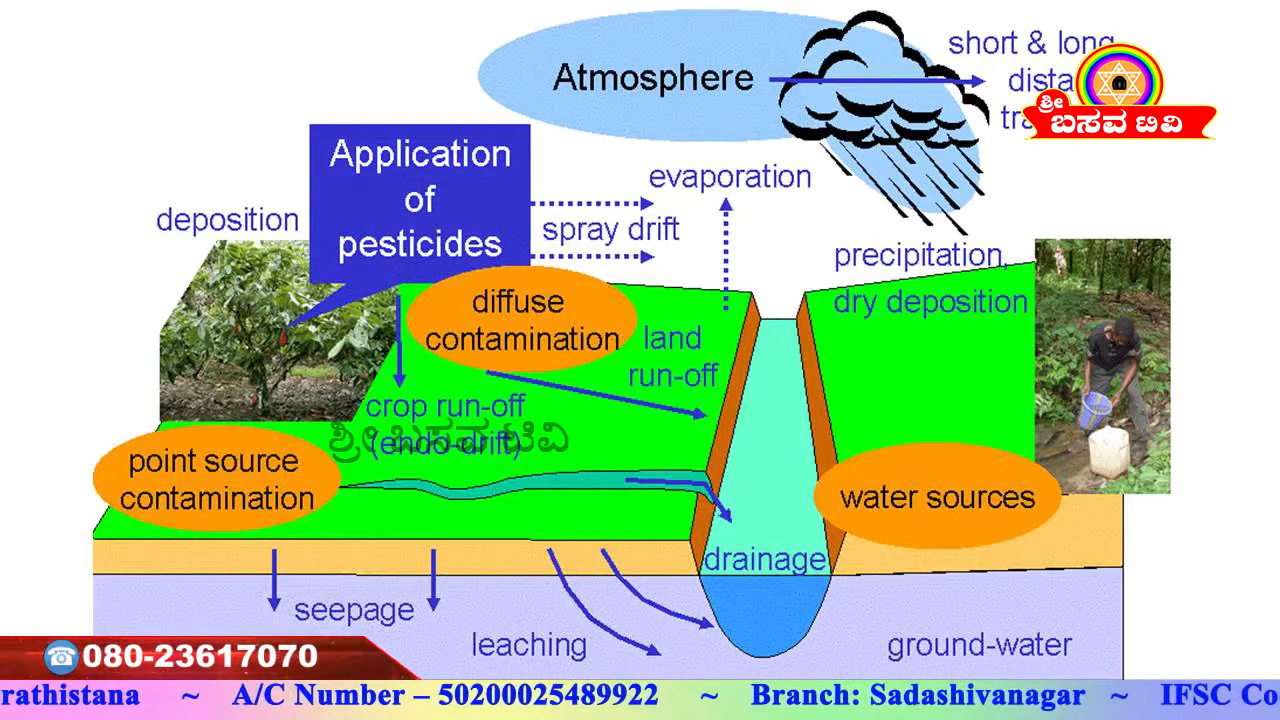 Atmosphere
short & long
ಶ್ರೀ
ಬಸವ ಟಿವಿ
Application
of
pesticides
deposition
evaporation
spray drift
precipitation,
dry deposition
diffuse
contamination
land
run-off
crop run-off
(endo-drift)
ಶ್ರೀ ಬಸವ ಟಿವಿ
point source
contamination
water sources
drainage
seepage
leaching
ground-water
☎080-23617070
rathistana ~ A/C Number – 50200025489922 ~ Branch: Sadashivanagar ~ IFSC Co